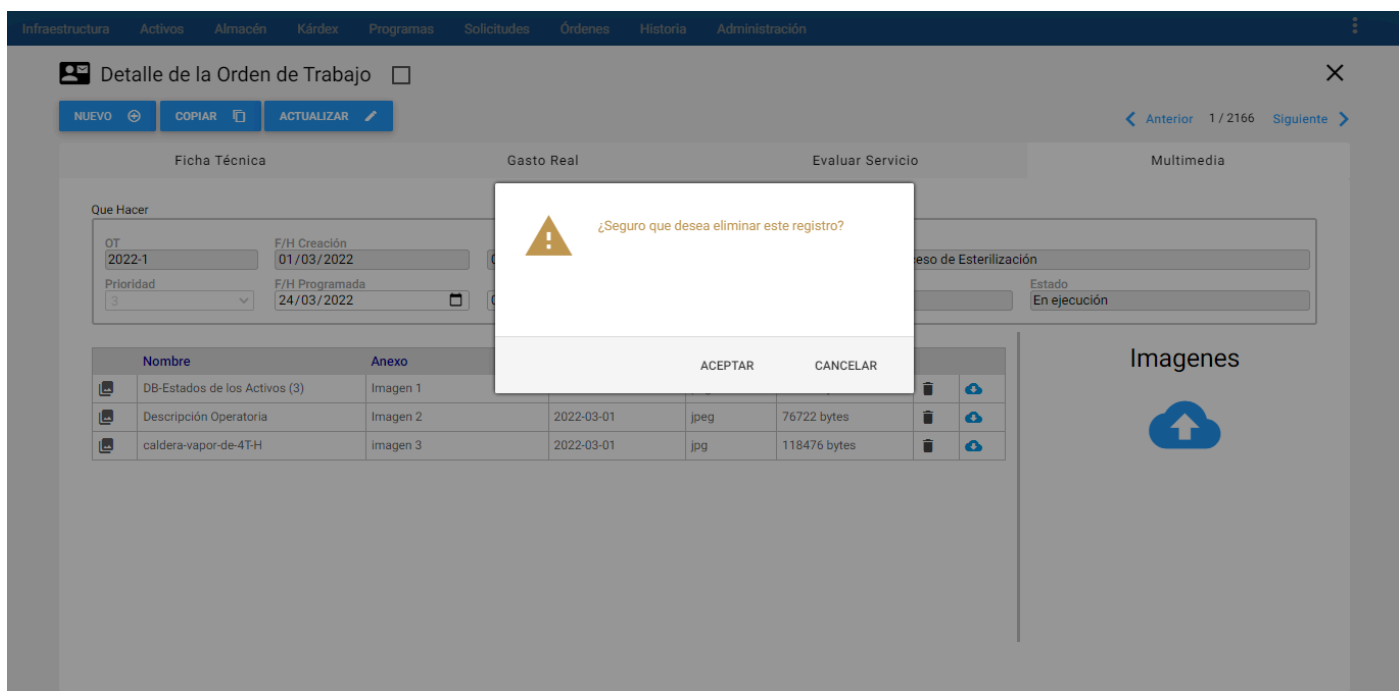 Infraestructura Activos Almacén Kárdex Programas Solicitudes Órdenes Historia Administración
Detalle de la Orden de Trabajo
NUEVO COPIAR ACTUALIZAR Anterior 1 / 2166 Siguiente
Ficha Técnica Gasto Real Evaluar Servicio Multimedia
Que Hacer
¿Seguro que desea eliminar este registro?
OT F/H Creación
2022-1 01/03/2022 eso de Esterilización
Prioridad F/H Programada Estado
3 24/03/2022 En ejecución
ACEPTAR CANCELAR
Imagenes
Nombre Anexo
DB-Estados de los Activos (3) Imagen 1
Descripción Operatoria Imagen 2 2022-03-01 jpeg 76722 bytes
caldera-vapor-de-4T-H imagen 3 2022-03-01 jpg 118476 bytes